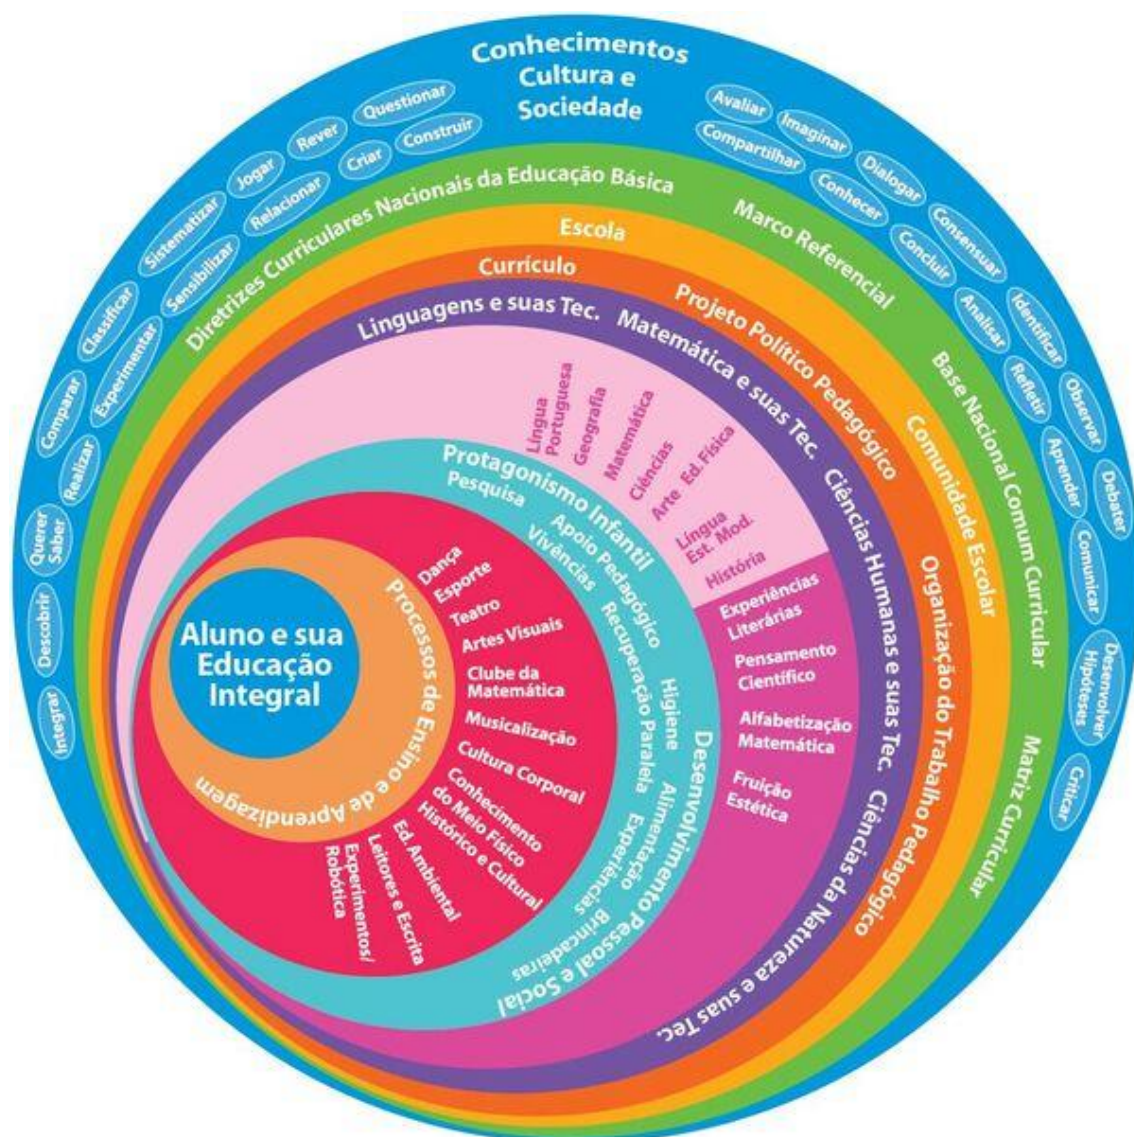 Conhecimentos
Cultura e
Sociedade
Integrar
Descobrir
Querer
Saber
Realizar
Comparar
Experimentar
Classificar
Sensibilizar
Sistematizar
Relacionar
Jogar
Criar
Rever
Construir
Questionar
Avaliar
Compartilhar
Imaginar
Conhecer
Dialogar
Concluir
Consensuar
Analisar
Identificar
Refletir
Observar
Aprender
Debater
Comunicar
Desenvolver
Hipóteses
Criticar
Diretrizes Curriculares Nacionais da Educação Básica
Marco Referencial
Base Nacional Comum Curricular
Matriz Curricular
Escola
Comunidade Escolar
Currículo
Projeto Político Pedagógico
Organização do Trabalho Pedagógico
Linguagens e suas Tec.
Matemática e suas Tec.
Ciências Humanas e suas Tec.
Ciências da Natureza e suas Tec.
Língua
Portuguesa
Geografia
Matemática
Ciências
Arte
Ed. Física
Língua
Est. Mod.
História
Experiências
Literárias
Pensamento
Científico
Alfabetização
Matemática
Fruição
Estética
Protagonismo Infantil
Desenvolvimento Pessoal e Social
Pesquisa
Apoio Pedagógico
Vivências
Recuperação Paralela
Higiene
Alimentação
Experiências
Brincadeiras
Dança
Esporte
Teatro
Artes Visuais
Clube da
Matemática
Musicalização
Cultura Corporal
Conhecimento
do Meio Físico
Histórico e Cultural
Ed. Ambiental
Leitores e Escrita
Experimentos/
Robótica
Processos de Ensino e de Aprendizagem
Aluno e sua
Educação
Integral